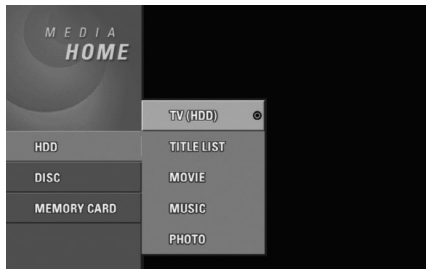 MEDIA
HOME
HDD
DISC
MEMORY CARD
TV (HDD)
TITLE LIST
MOVIE
MUSIC
PHOTO